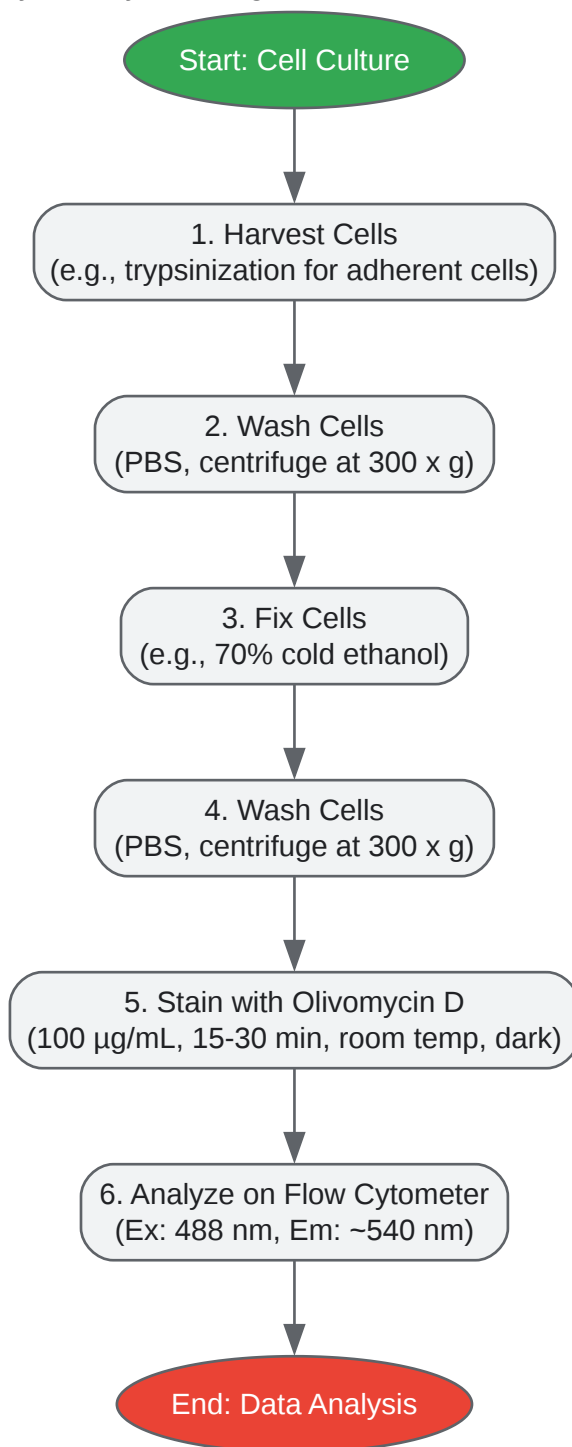 Start: Cell Culture
1. Harvest Cells
(e.g., trypsinization for adherent cells)
2. Wash Cells
(PBS, centrifuge at 300 x g)
3. Fix Cells
(e.g., 70% cold ethanol)
4. Wash Cells
(PBS, centrifuge at 300 x g)
5. Stain with Olivomycin D
(100 µg/mL, 15-30 min, room temp, dark)
6. Analyze on Flow Cytometer
(Ex: 488 nm, Em: ~540 nm)
End: Data Analysis